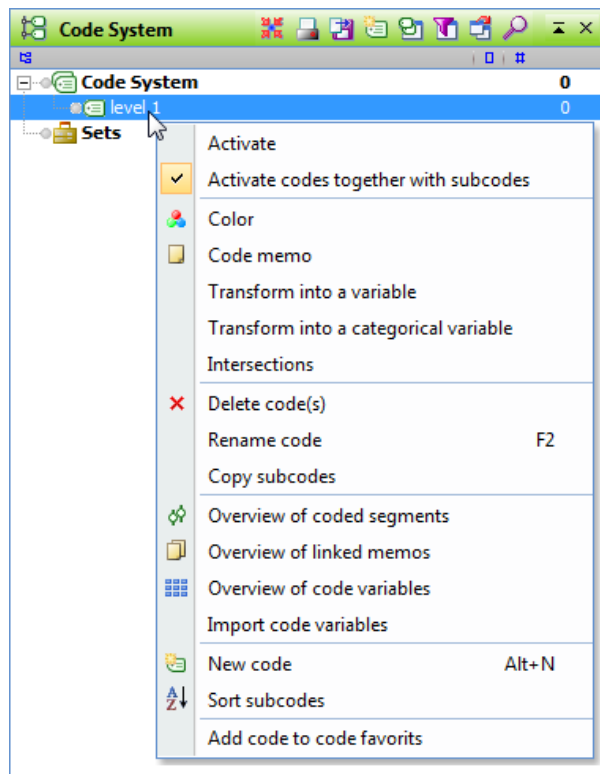 Code System
#
Code System 0
level 1 0
Sets
Activate
Activate codes together with subcodes
Color
Code memo
Transform into a variable
Transform into a categorical variable
Intersections
Delete code(s)
Rename code F2
Copy subcodes
Overview of coded segments
Overview of linked memos
Overview of code variables
Import code variables
New code Alt+N
Sort subcodes
Add code to code favorits